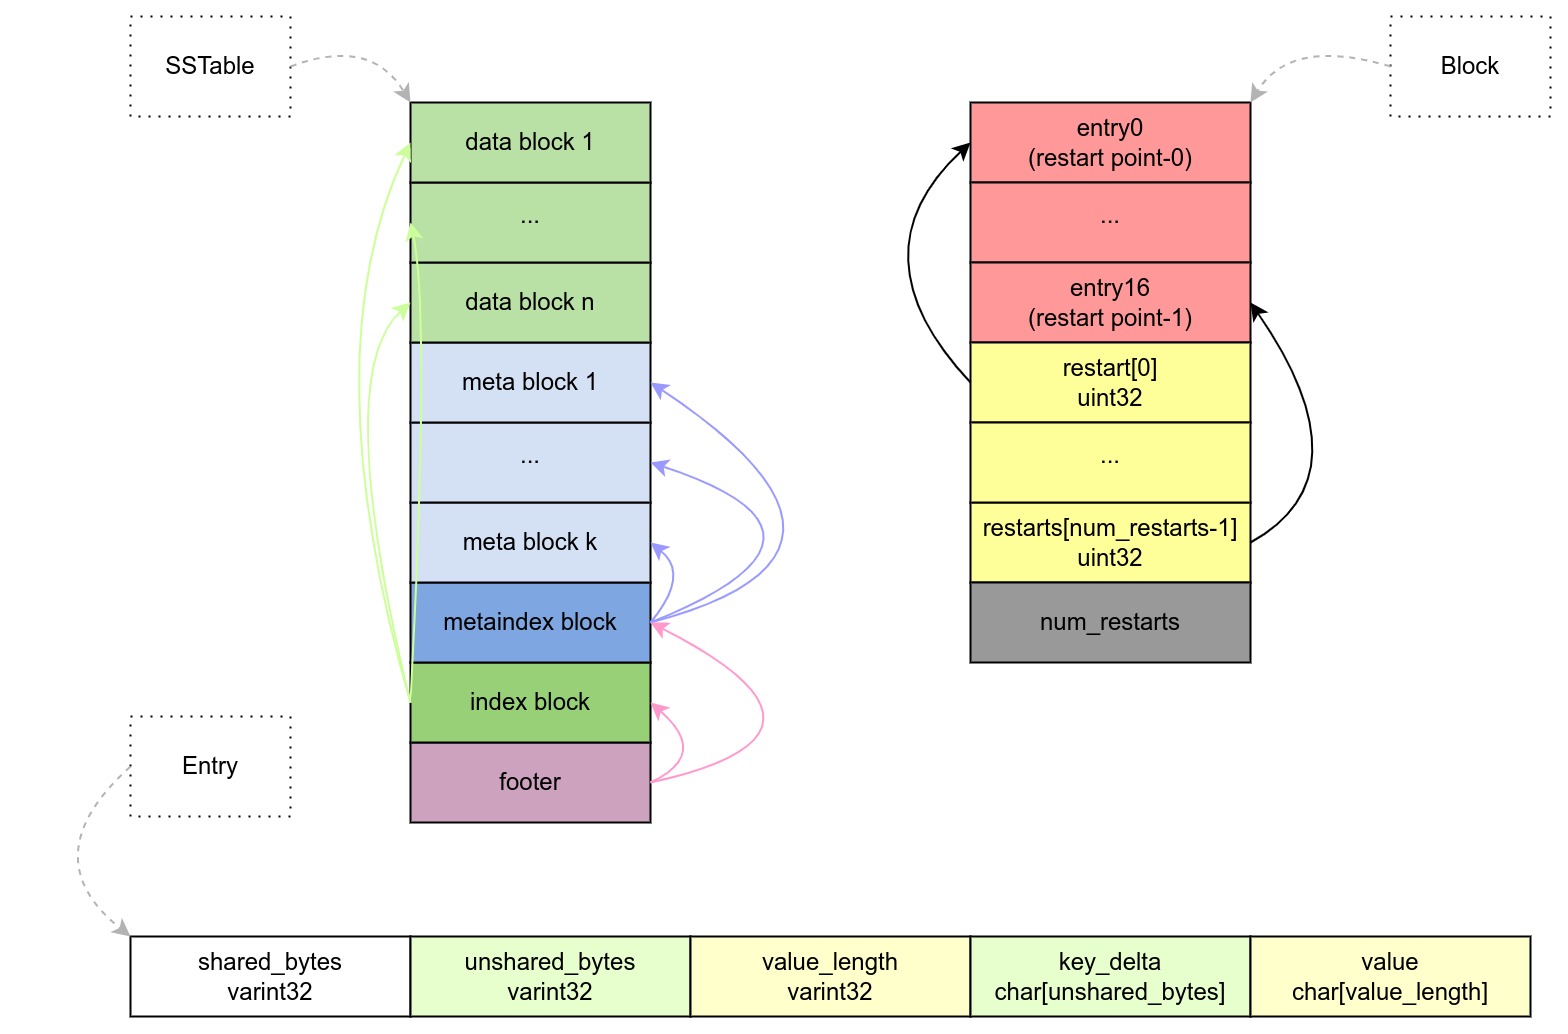 SSTable
Block
data block 1
...
data block n
meta block 1
...
meta block k
metaindex block
index block
footer
entry0
(restart point-0)
...
entry16
(restart point-1)
restart[0]
uint32
...
restarts[num_restarts-1]
uint32
num_restarts
Entry
shared_bytes
varint32
unshared_bytes
varint32
value_length
varint32
key_delta
char[unshared_bytes]
value
char[value_length]